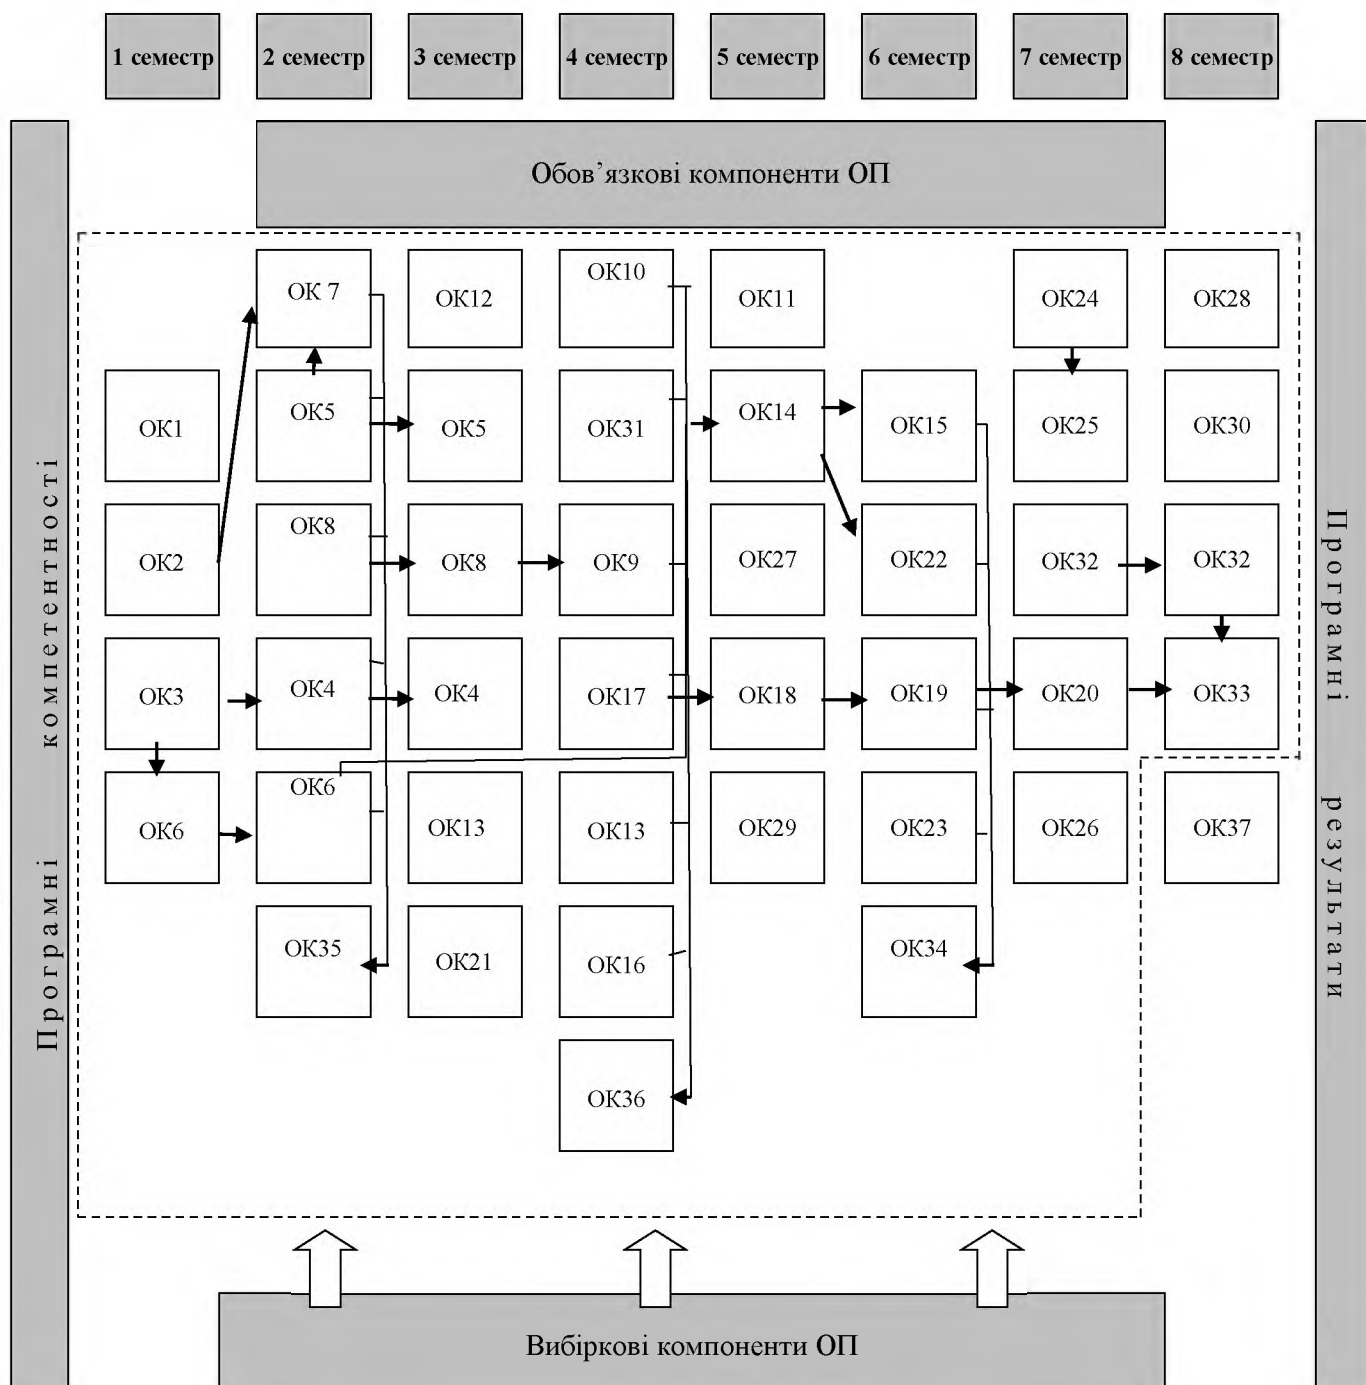 1 семестр
2 семестр
3 семестр
4 семестр
5 семестр
6 семестр
7 семестр
8 семестр
Обов’язкові компоненти ОП
Програмні компетентності
Програмні результати
ОК 7
ОК12
ОК10
ОК11
ОК24
ОК28
ОК1
ОК5
ОК5
ОК31
ОК14
ОК15
ОК25
ОК30
ОК2
ОК8
ОК8
ОК9
ОК27
ОК22
ОК32
ОК32
ОК3
ОК4
ОК4
ОК17
ОК18
ОК19
ОК20
ОК33
ОК6
ОК6
ОК13
ОК13
ОК29
ОК23
ОК26
ОК37
ОК35
ОК21
ОК16
ОК34
ОК36
Вибіркові компоненти ОП